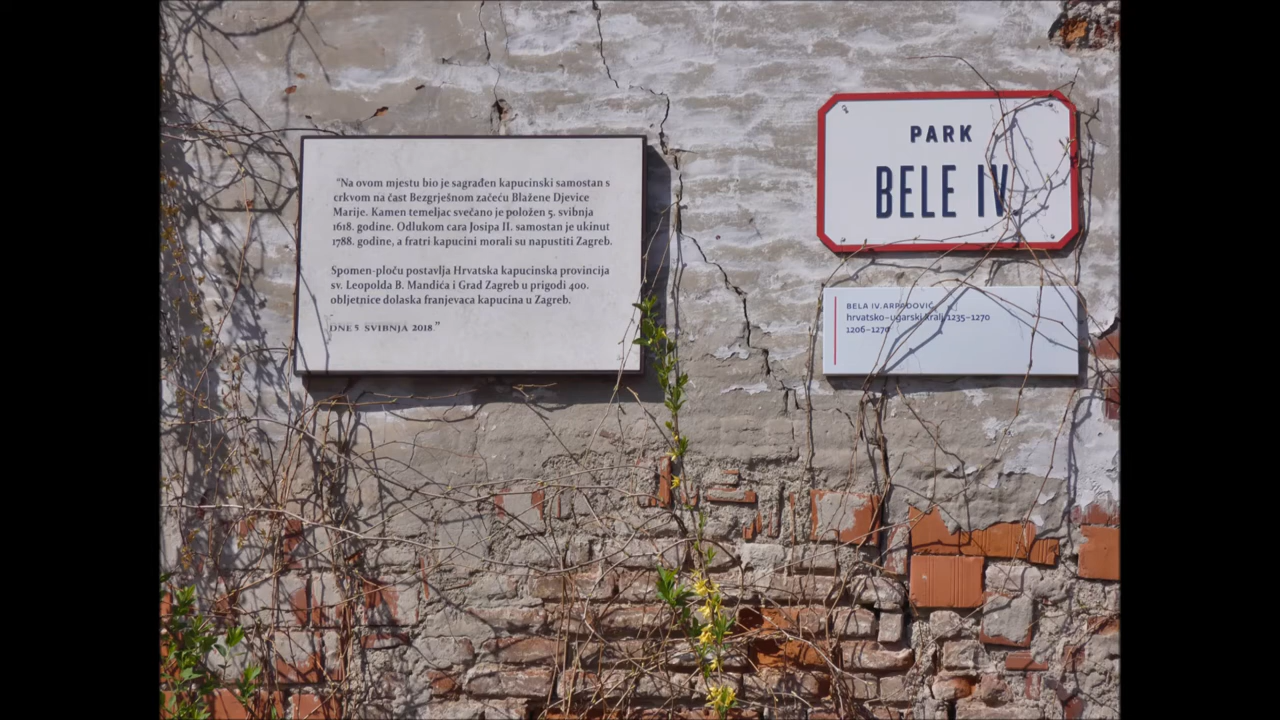 "Na ovom mjestu bio je sagrađen kapucinski samostan s
crkvom na čast Bezgrješnom začeću Blažene Djevice
Marije. Kamen temeljac svečano je položen 5. svibnja
1618. godine. Odlukom cara Josipa II. samostan je ukinut
1788. godine, a fratri kapucini morali su napustiti Zagreb.
Spomen-ploču postavlja Hrvatska kapucinska provincija
sv. Leopolda B. Mandića i Grad Zagreb u prigodi 400.
obljetnice dolaska franjevaca kapucina u Zagreb.
DNE 5 SVIBNJA 2018."
PARK
BELE IV.
BELA IV. ARPADOVIĆ
hrvatsko-ugarski kralj 1235-1270
1206-1270